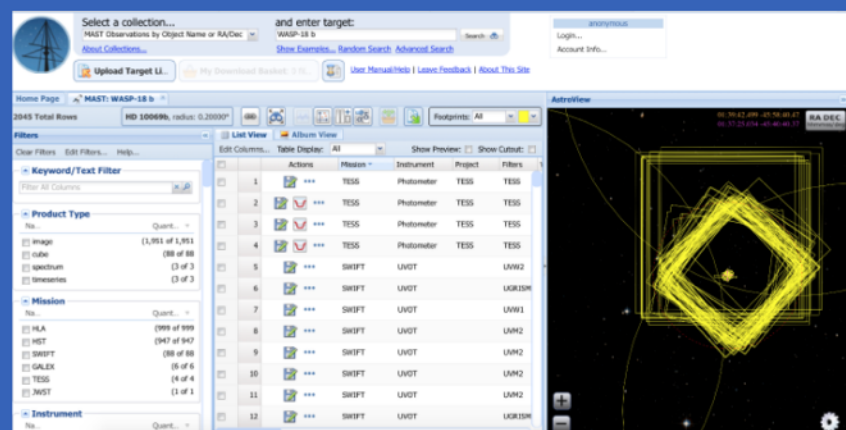 Select a collection...
and enter target:
anonymous
MAST Observations by Object Name or RA/Dec
WASP-18 b
Search
Login...
About Collections...
Show Examples... Random Search Advanced Search
Account Info...
Upload Target Li...
My Download Basket
User Manual/Help | Leave Feedback | About This Site
Home Page
MAST: WASP-18 b
AstroView
2045 Total Rows
HD 10069b, radius: 0.20000°
Footprints: All
RA DEC
Filters
List View
Album View
Clear Filters Edit Filters... Help...
Edit Columns... Table Display: All
Show Preview:
Show Cutout:
Keyword/Text Filter
Filter All Columns
Actions Mission Instrument Project Filters
1 TESS Photometer TESS TESS
2 TESS Photometer TESS TESS
3 TESS Photometer TESS TESS
4 TESS Photometer TESS TESS
5 SWIFT UVOT UVW2
6 SWIFT UVOT UGRISM
7 SWIFT UVOT UVW1
8 SWIFT UVOT UVM2
9 SWIFT UVOT UVM2
10 SWIFT UVOT UVM2
11 SWIFT UVOT UVM2
12 SWIFT UVOT UGRISM
Product Type
Na... Quant...
image (1,951 of 1,951
cube (88 of 88
spectrum (3 of 3
timeseries (3 of 3
Mission
Na... Quant...
HLA (999 of 999
HST (947 of 947
SWIFT (88 of 88
GALEX (6 of 6
TESS (4 of 4
JWST (1 of 1
Instrument
Na... Quant...